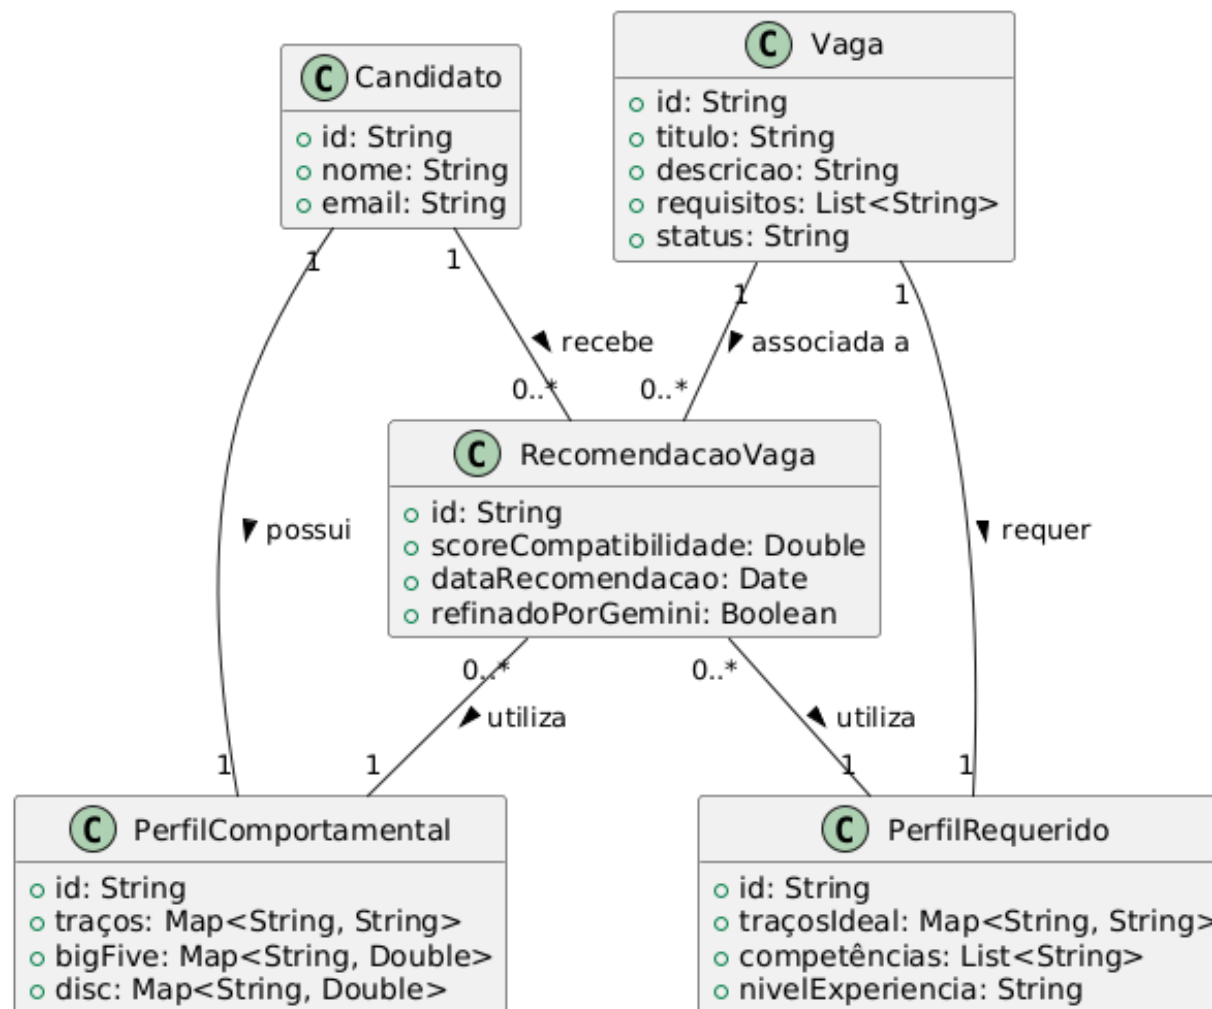 C Candidato
id: String
nome: String
email: String
C Vaga
id: String
titulo: String
descricao: String
requisitos: List<String>
status: String
1
1
1
1
recebe
associada a
0..*
0..*
C RecomendacaoVaga
id: String
scoreCompatibilidade: Double
dataRecomendacao: Date
refinadoPorGemini: Boolean
possui
requer
0..*
0..*
utiliza
utiliza
1
1
1
1
C PerfilComportamental
id: String
traços: Map<String, String>
bigFive: Map<String, Double>
disc: Map<String, Double>
C PerfilRequerido
id: String
traçosIdeal: Map<String, String>
competências: List<String>
nivelExperiencia: String